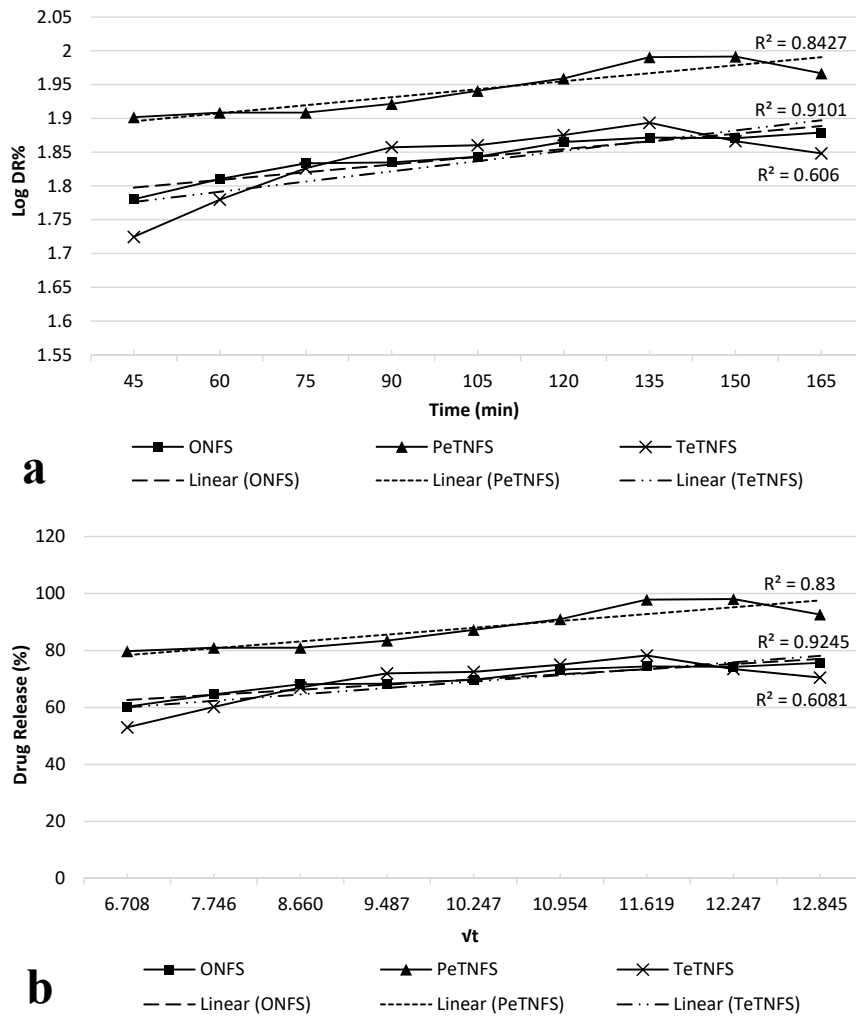 2.05
2
1.95
1.9
1.85
1.8
1.75
1.7
1.65
1.6
1.55
Log DR%
R² = 0.8427
R² = 0.9101
R² = 0.606
45 60 75 90 105 120 135 150 165
Time (min)
ONFS PeTNFS TeTNFS
Linear (ONFS) Linear (PeTNFS) Linear (TeTNFS)
a
120
100
80
60
40
20
0
Drug Release (%)
R² = 0.83
R² = 0.9245
R² = 0.6081
6.708 7.746 8.660 9.487 10.247 10.954 11.619 12.247 12.845
√t
ONFS PeTNFS TeTNFS
Linear (ONFS) Linear (PeTNFS) Linear (TeTNFS)
b